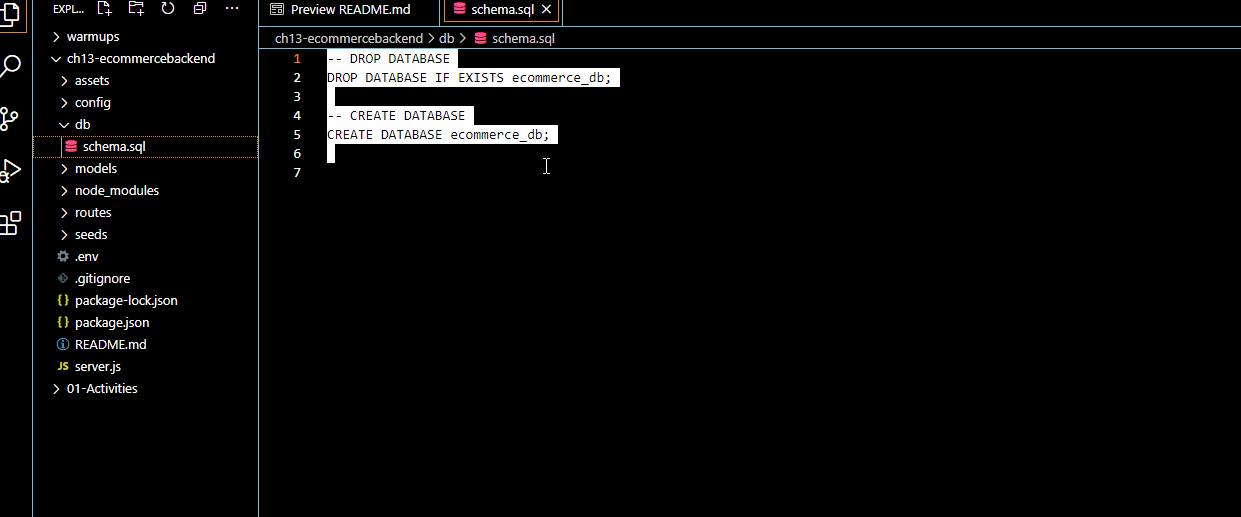 EXPL...
warmups
ch13-ecommercebackend
assets
config
db
schema.sql
models
node_modules
routes
seeds
.env
.gitignore
{} package-lock.json
{} package.json
README.md
JS server.js
01-Activities
Preview README.md
schema.sql
ch13-ecommercebackend > db > schema.sql
1 -- DROP DATABASE
2 DROP DATABASE IF EXISTS ecommerce_db;
3
4 -- CREATE DATABASE
5 CREATE DATABASE ecommerce_db;
6
7